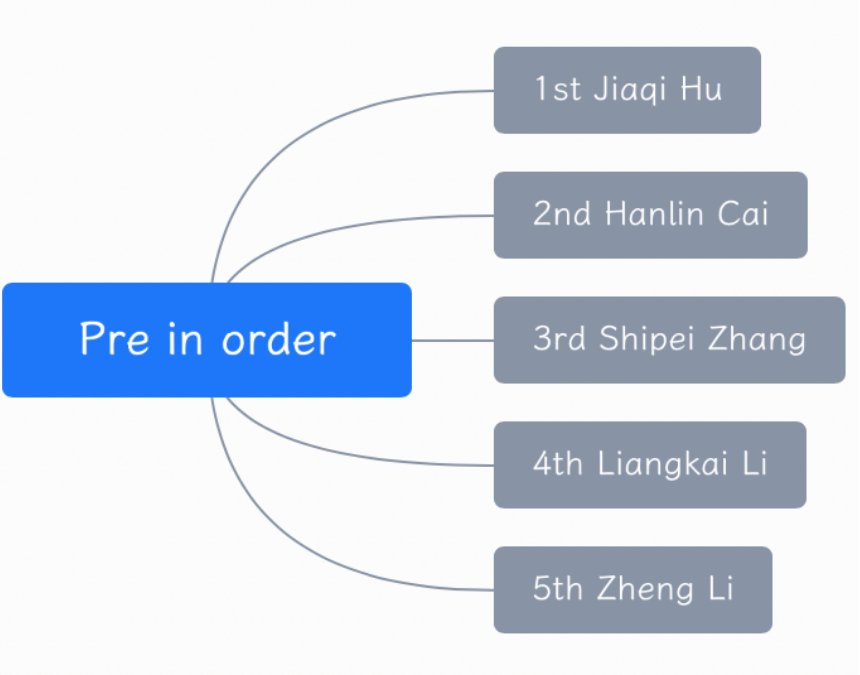 Pre in order
1st Jiaqi Hu
2nd Hanlin Cai
3rd Shipei Zhang
4th Liangkai Li
5th Zheng Li